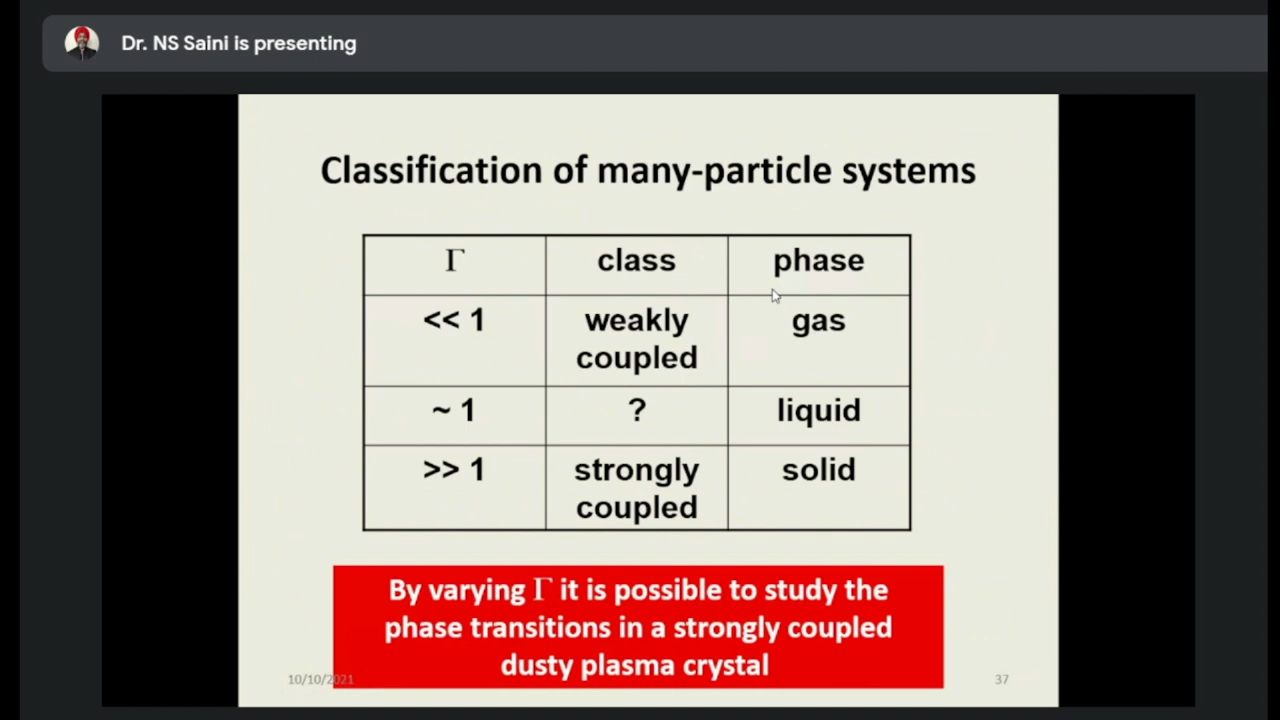 Dr. NS Saini is presenting
Classification of many-particle systems
Γ class phase
<< 1 weakly coupled gas
~ 1 ? liquid
>> 1 strongly coupled solid
By varying Γ it is possible to study the
phase transitions in a strongly coupled
dusty plasma crystal
10/10/2021
37